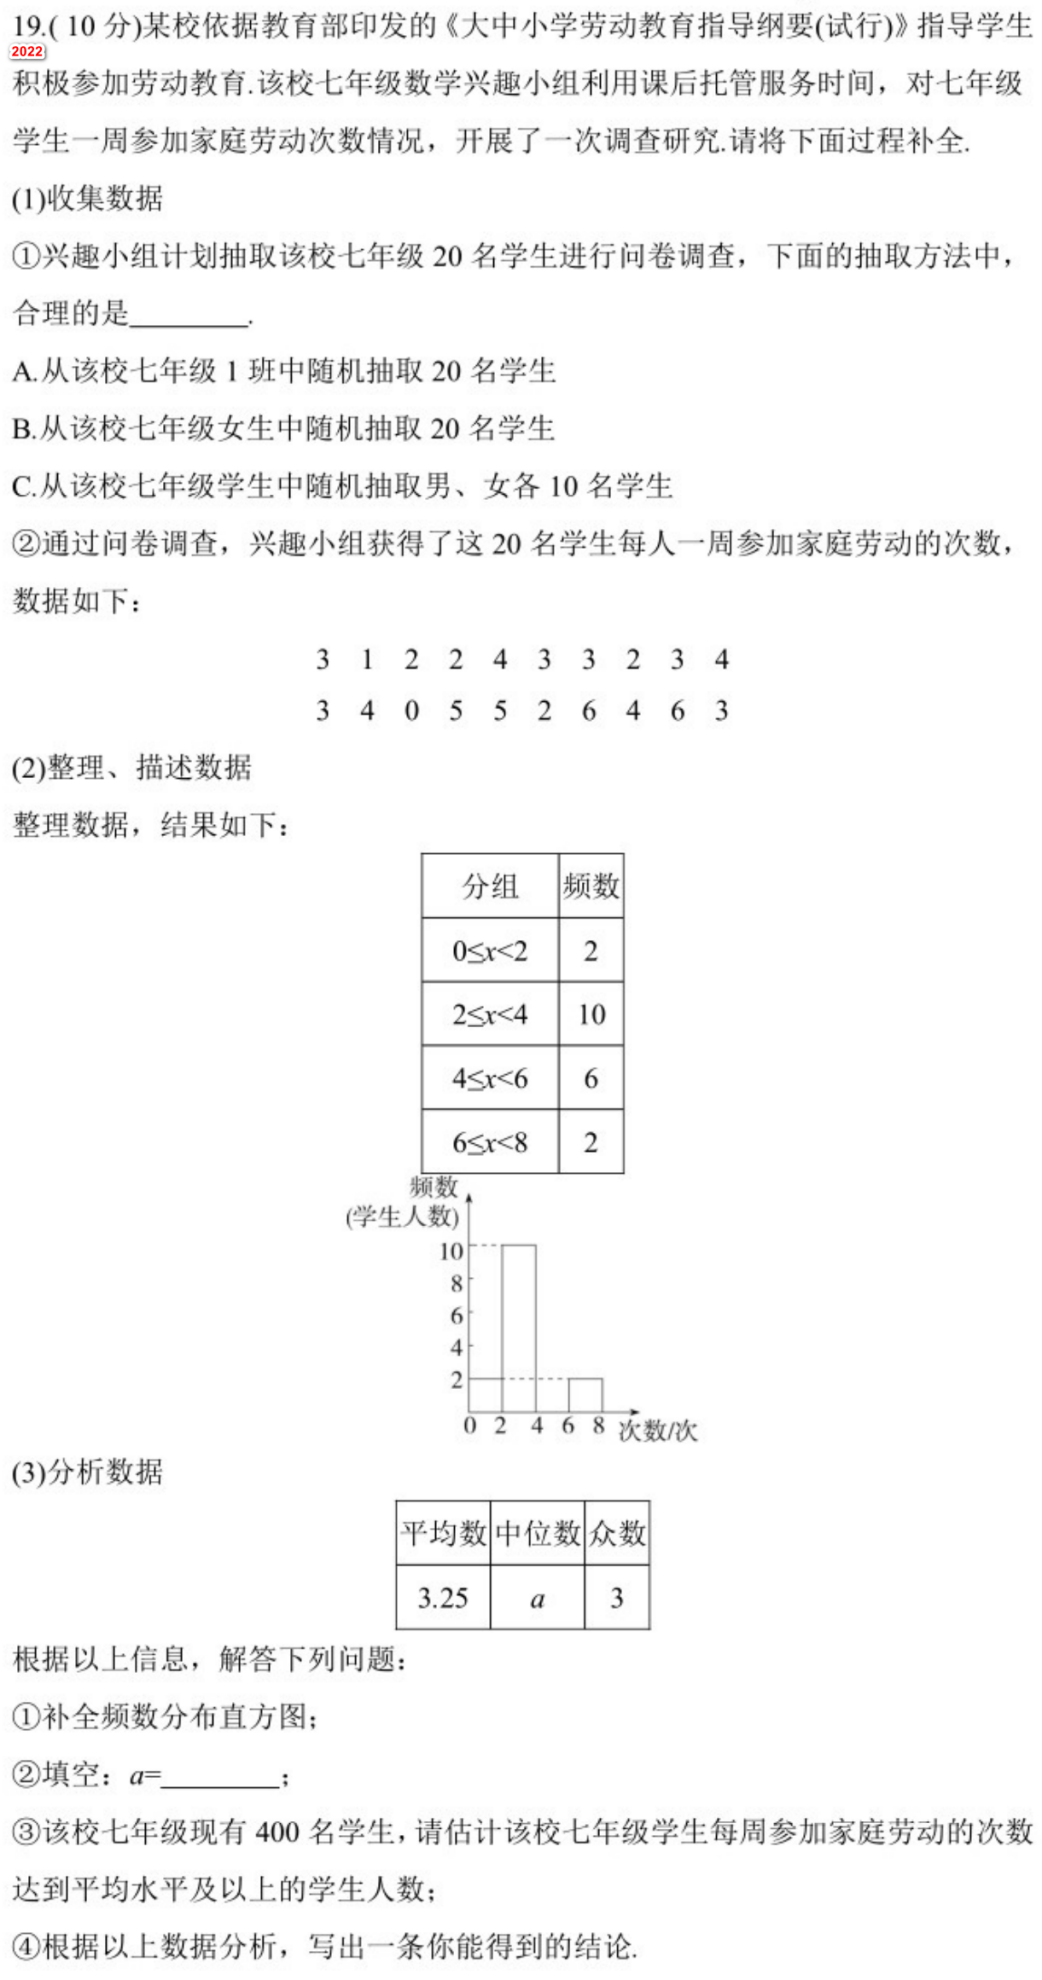 19.( 10 分)某校依据教育部印发的《大中小学劳动教育指导纲要(试行)》指导学生
2022
积极参加劳动教育.该校七年级数学兴趣小组利用课后托管服务时间，对七年级
学生一周参加家庭劳动次数情况，开展了一次调查研究.请将下面过程补全.
(1)收集数据
①兴趣小组计划抽取该校七年级 20 名学生进行问卷调查，下面的抽取方法中，
合理的是________.
A.从该校七年级 1 班中随机抽取 20 名学生
B.从该校七年级女生中随机抽取 20 名学生
C.从该校七年级学生中随机抽取男、女各 10 名学生
②通过问卷调查，兴趣小组获得了这 20 名学生每人一周参加家庭劳动的次数，
数据如下：
3 1 2 2 4 3 3 2 3 4
3 4 0 5 5 2 6 4 6 3
(2)整理、描述数据
整理数据，结果如下：
分组 频数
0≤x<2 2
2≤x<4 10
4≤x<6 6
6≤x<8 2
频数
(学生人数)
10
8
6
4
2
0 2 4 6 8 次数/次
(3)分析数据
平均数 中位数 众数
3.25 a 3
根据以上信息，解答下列问题：
①补全频数分布直方图；
②填空：a=________；
③该校七年级现有 400 名学生，请估计该校七年级学生每周参加家庭劳动的次数
达到平均水平及以上的学生人数；
④根据以上数据分析，写出一条你能得到的结论.